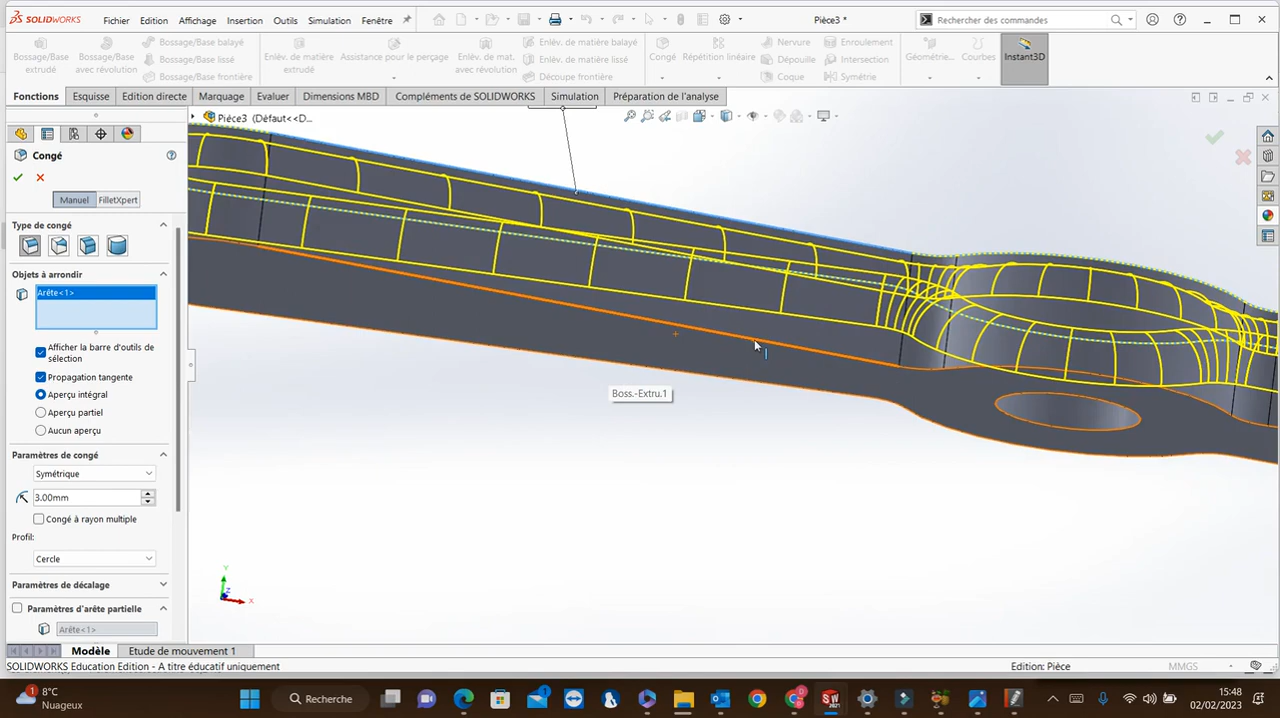 SOLIDWORKS
Fichier
Edition
Affichage
Insertion
Outils
Simulation
Fenêtre
Pièce3 *
Rechercher des commandes
Bossage/Base
extrudé
Bossage/Base
avec révolution
Bossage/Base balayé
Bossage/Base lissé
Bossage/Base frontière
Enlèv. de matière
extrudé
Assistance pour le perçage
Enlèv. de mat.
avec révolution
Enlèv. de matière balayé
Enlèv. de matière lissé
Découpe frontière
Congé
Répétition linéaire
Nervure
Dépouille
Coque
Enroulement
Intersection
Symétrie
Géométrie...
Courbes
Instant3D
Fonctions
Esquisse
Edition directe
Marquage
Evaluer
Dimensions MBD
Compléments de SOLIDWORKS
Simulation
Préparation de l'analyse
Pièce3 (Défaut<<D...
Congé
Manuel
FilletXpert
Type de congé
Objets à arrondir
Arête<1>
Afficher la barre d'outils de
sélection
Propagation tangente
Aperçu intégral
Aperçu partiel
Aucun aperçu
Paramètres de congé
Symétrique
3.00mm
Congé à rayon multiple
Profil:
Cercle
Paramètres de décalage
Paramètres d'arête partielle
Arête<1>
Boss.-Extru.1
Y
Z
X
Modèle
Etude de mouvement 1
SOLIDWORKS Education Edition - A titre éducatif uniquement
Edition: Pièce
MMGS
1
8°C
Nuageux
Recherche
SW
2021
15:48
02/02/2023